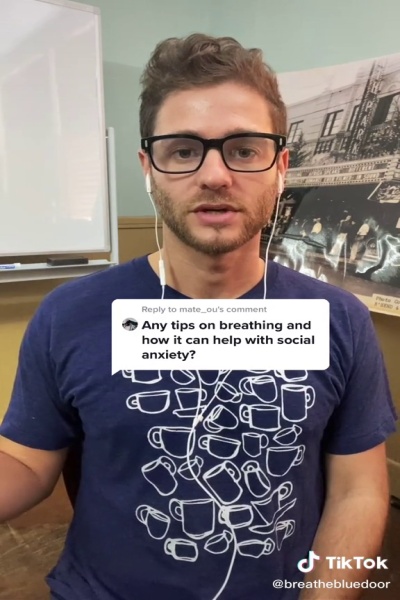 Reply to mate_ou's comment
Any tips on breathing and
how it can help with social
anxiety?
TikTok
@breathebluedoor